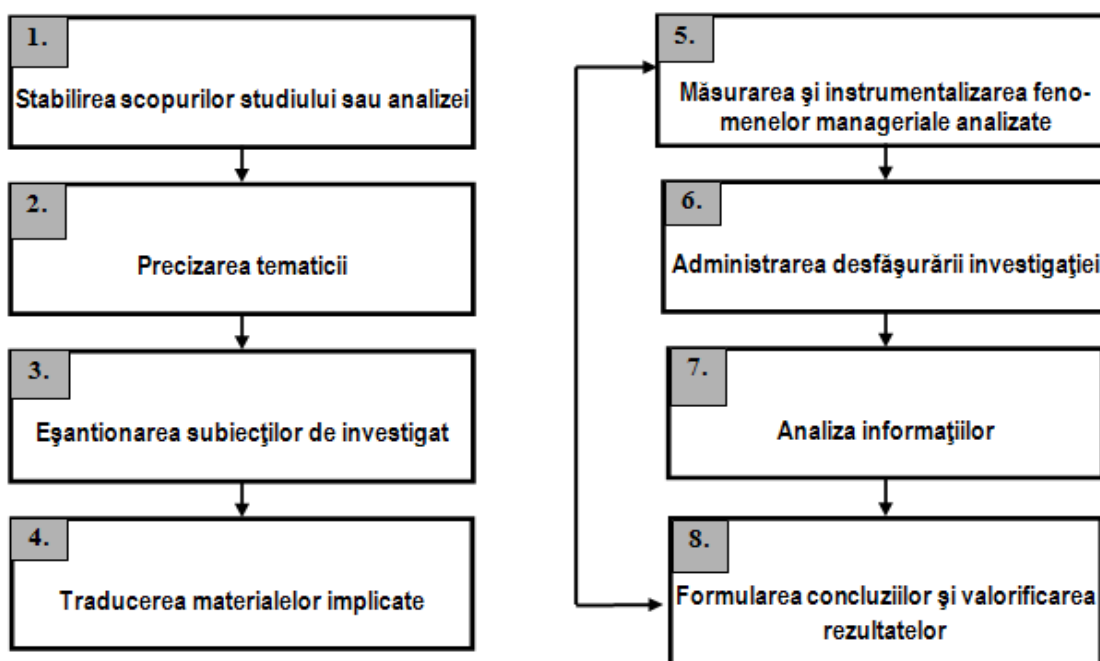 1.
Stabilirea scopurilor studiului sau analizei
2.
Precizarea tematicii
3.
Eşantionarea subiecţilor de investigat
4.
Traducerea materialelor implicate
5.
Măsurarea şi instrumentalizarea feno-
menelor manageriale analizate
6.
Administrarea desfăşurării investigaţiei
7.
Analiza informaţiilor
8.
Formularea concluziilor şi valorificarea
rezultatelor